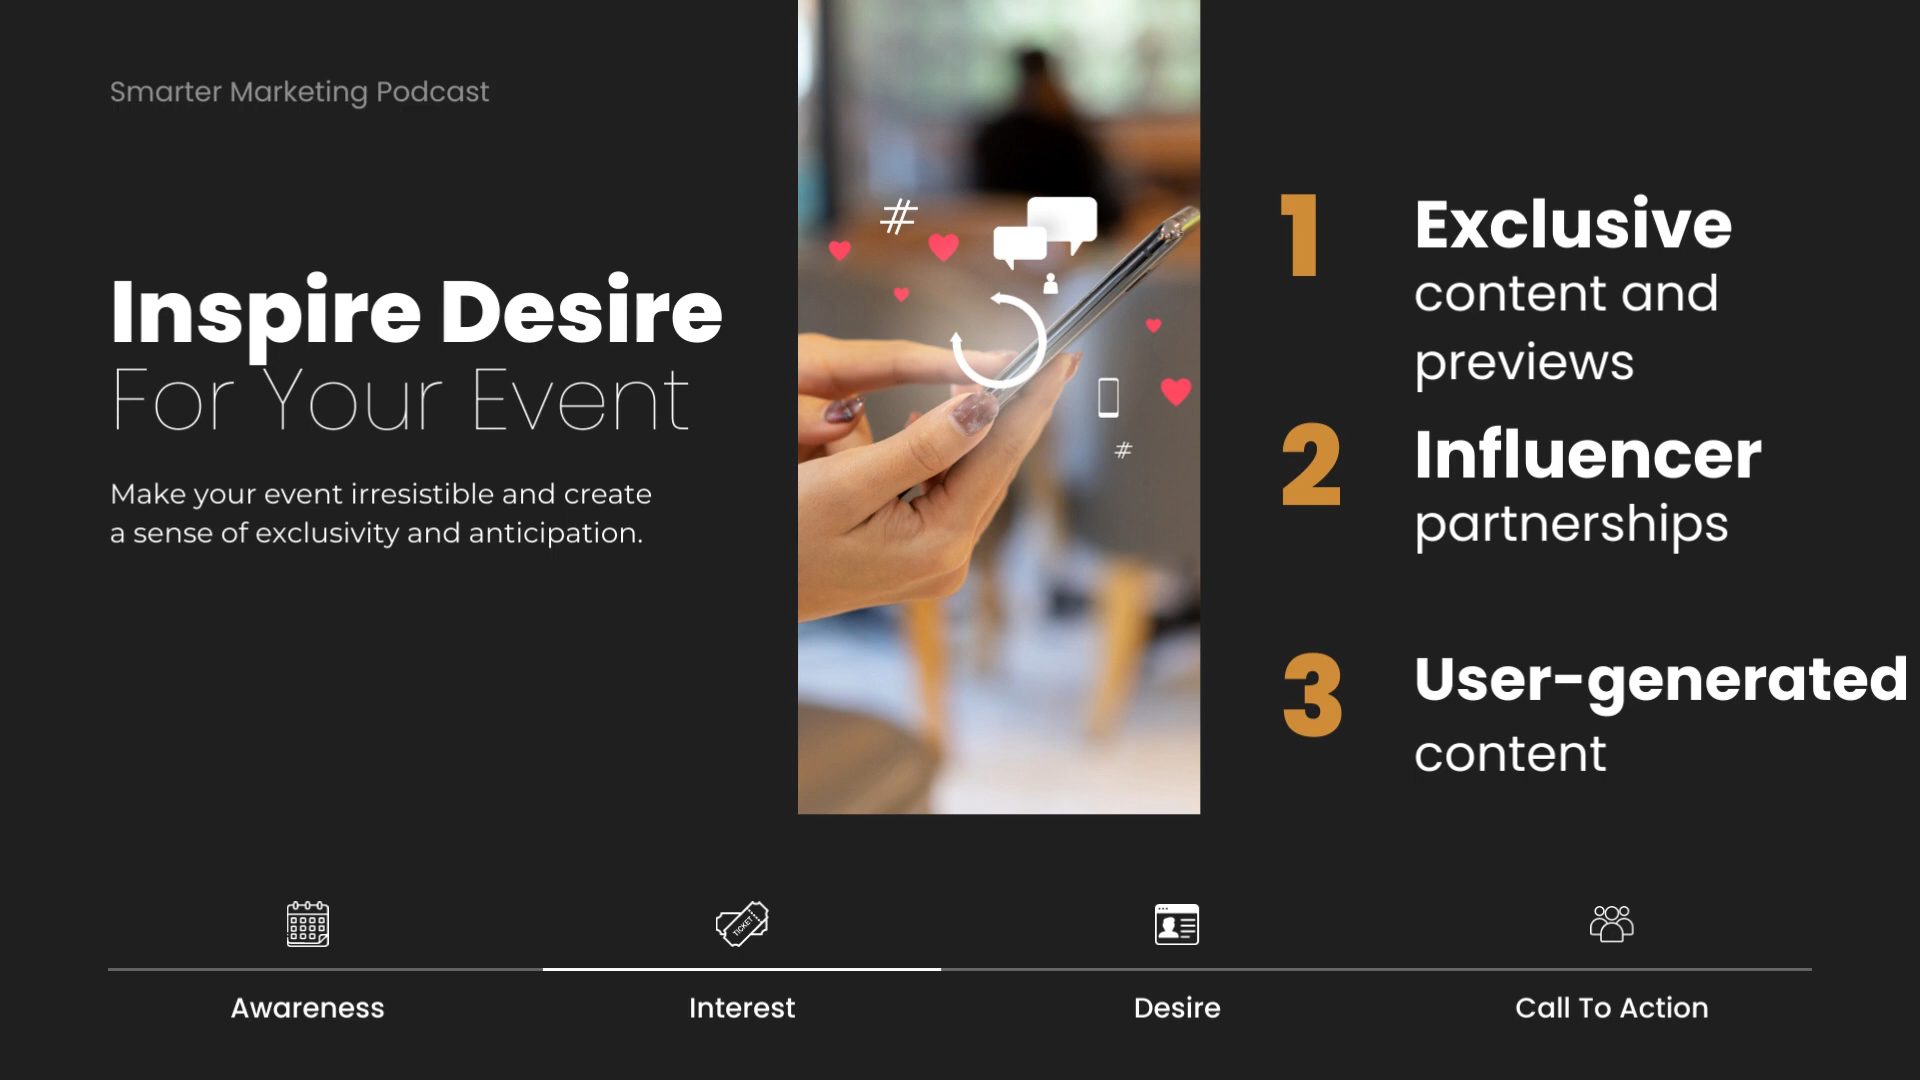 Smarter Marketing Podcast
Inspire Desire
For Your Event
Make your event irresistible and create
a sense of exclusivity and anticipation.
#
#
1
Exclusive
content and
previews
2
Influencer
partnerships
3
User-generated
content
TICKET
Awareness
Interest
Desire
Call To Action